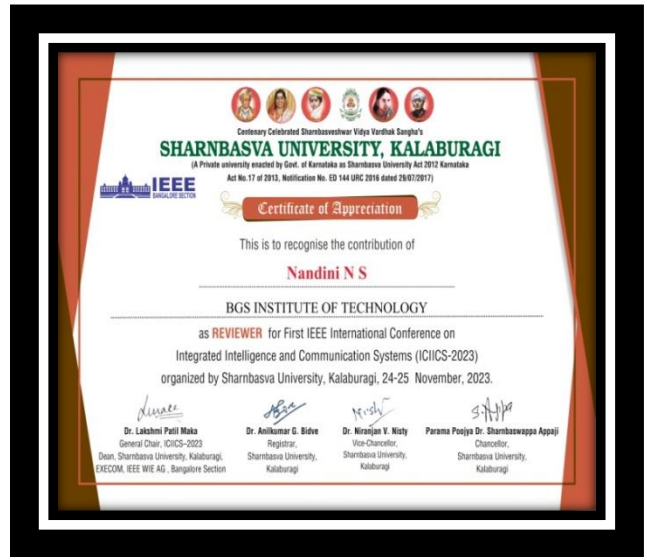 Centenary Celebrated Sharnbasveshwar Vidya Vardhak Sangha's
SHARNBASVA UNIVERSITY, KALABURAGI
(A Private university enacted by Govt. of Karnataka as Sharnbasva University Act 2012 Karnataka
Act No.17 of 2013, Notification No. ED 144 URC 2016 dated 29/07/2017)
IEEE
BANGALORE SECTION
Certificate of Appreciation
This is to recognise the contribution of
Nandini N S
BGS INSTITUTE OF TECHNOLOGY
as REVIEWER for First IEEE International Conference on
Integrated Intelligence and Communication Systems (ICIICS-2023)
organized by Sharnbasva University, Kalaburagi, 24-25 November, 2023.
Dr. Lakshmi Patil Maka
General Chair, ICIICS-2023
Dean, Sharnbasva University, Kalaburagi,
EXECOM, IEEE WIE AG , Bangalore Section
Dr. Anilkumar G. Bidve
Registrar,
Sharnbasva University,
Kalaburagi
Dr. Niranjan V. Nisty
Vice-Chancellor,
Sharnbasva University,
Kalaburagi
Parama Poojya Dr. Sharnbaswappa Appaji
Chancellor,
Sharnbasva University,
Kalaburagi